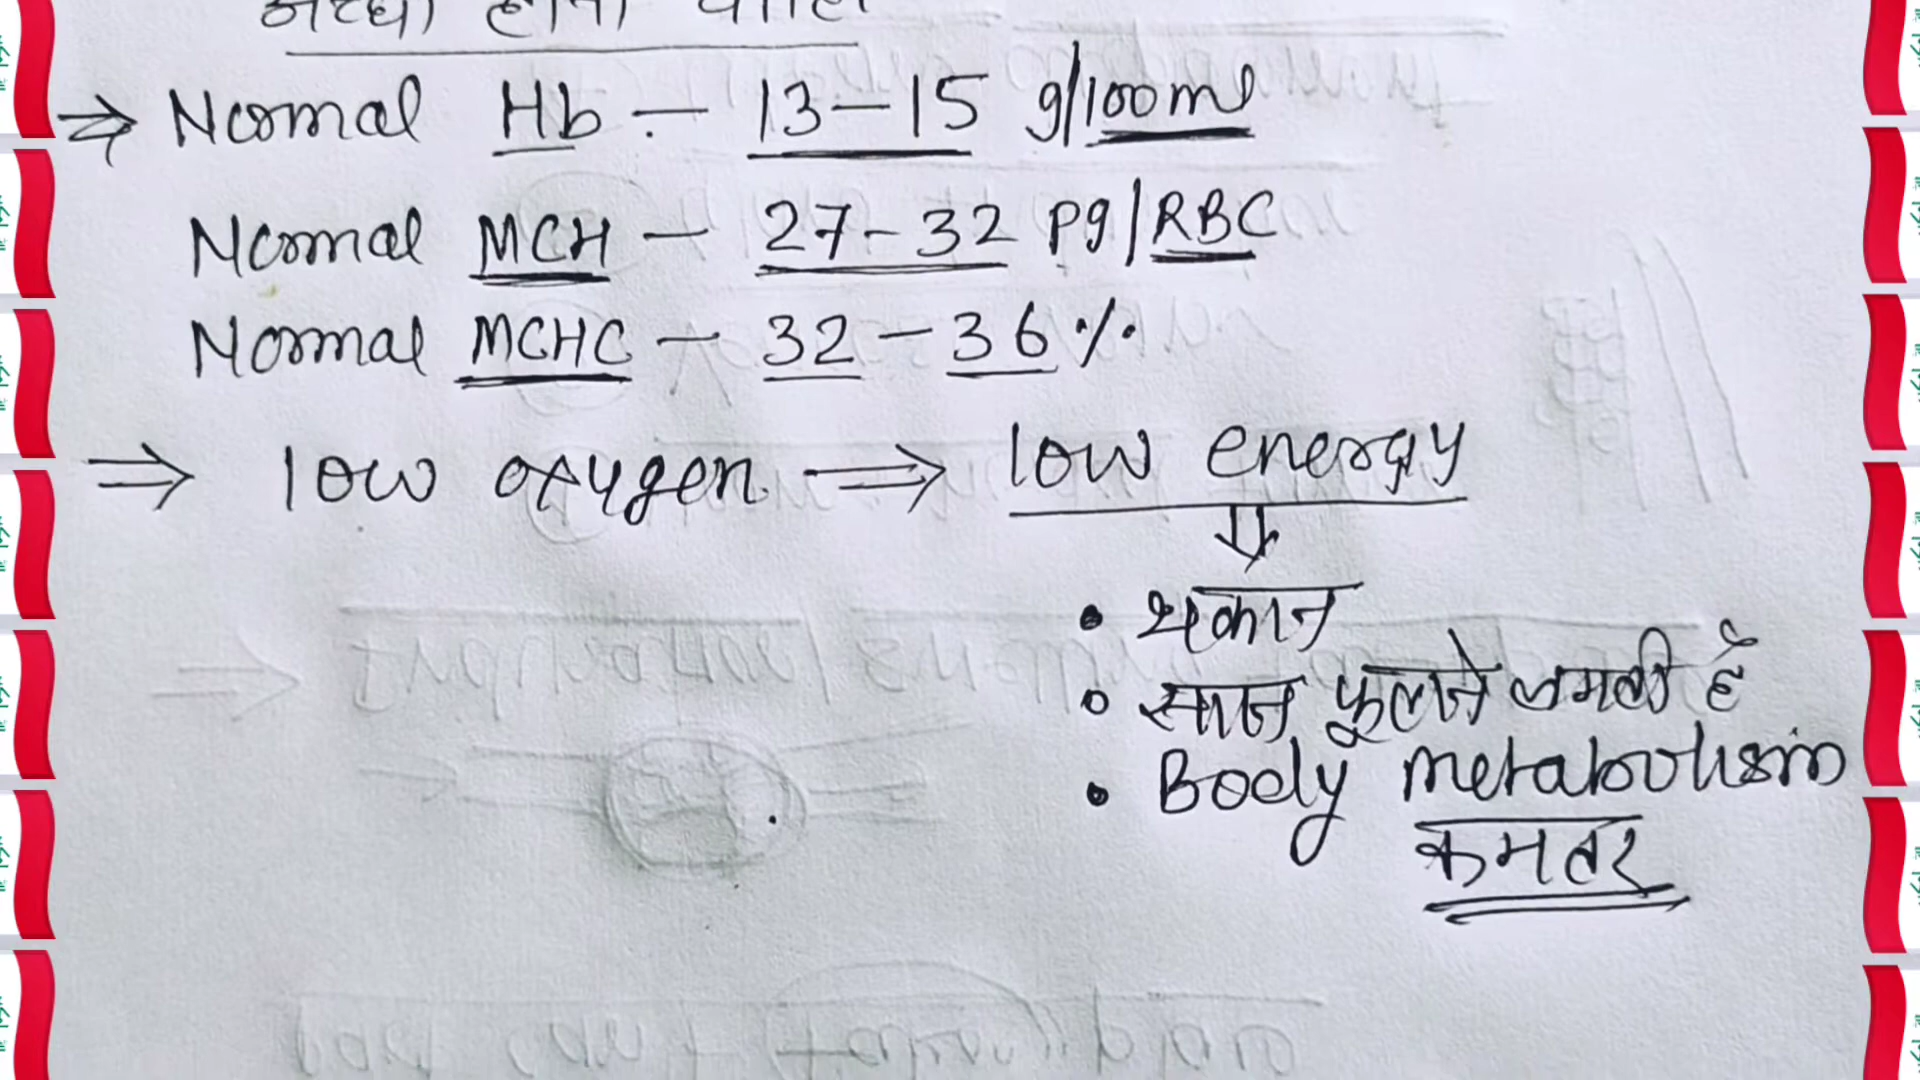 ⇒ Normal Hb :- 13-15 g/100ml
Normal MCH - 27-32 pg/RBC
Normal MCHC - 32-36%
⇒ low oxygen ⇒ low energy
⇓
• थकान
• सास फूलने लगती है
• Body metabolism
कमतर